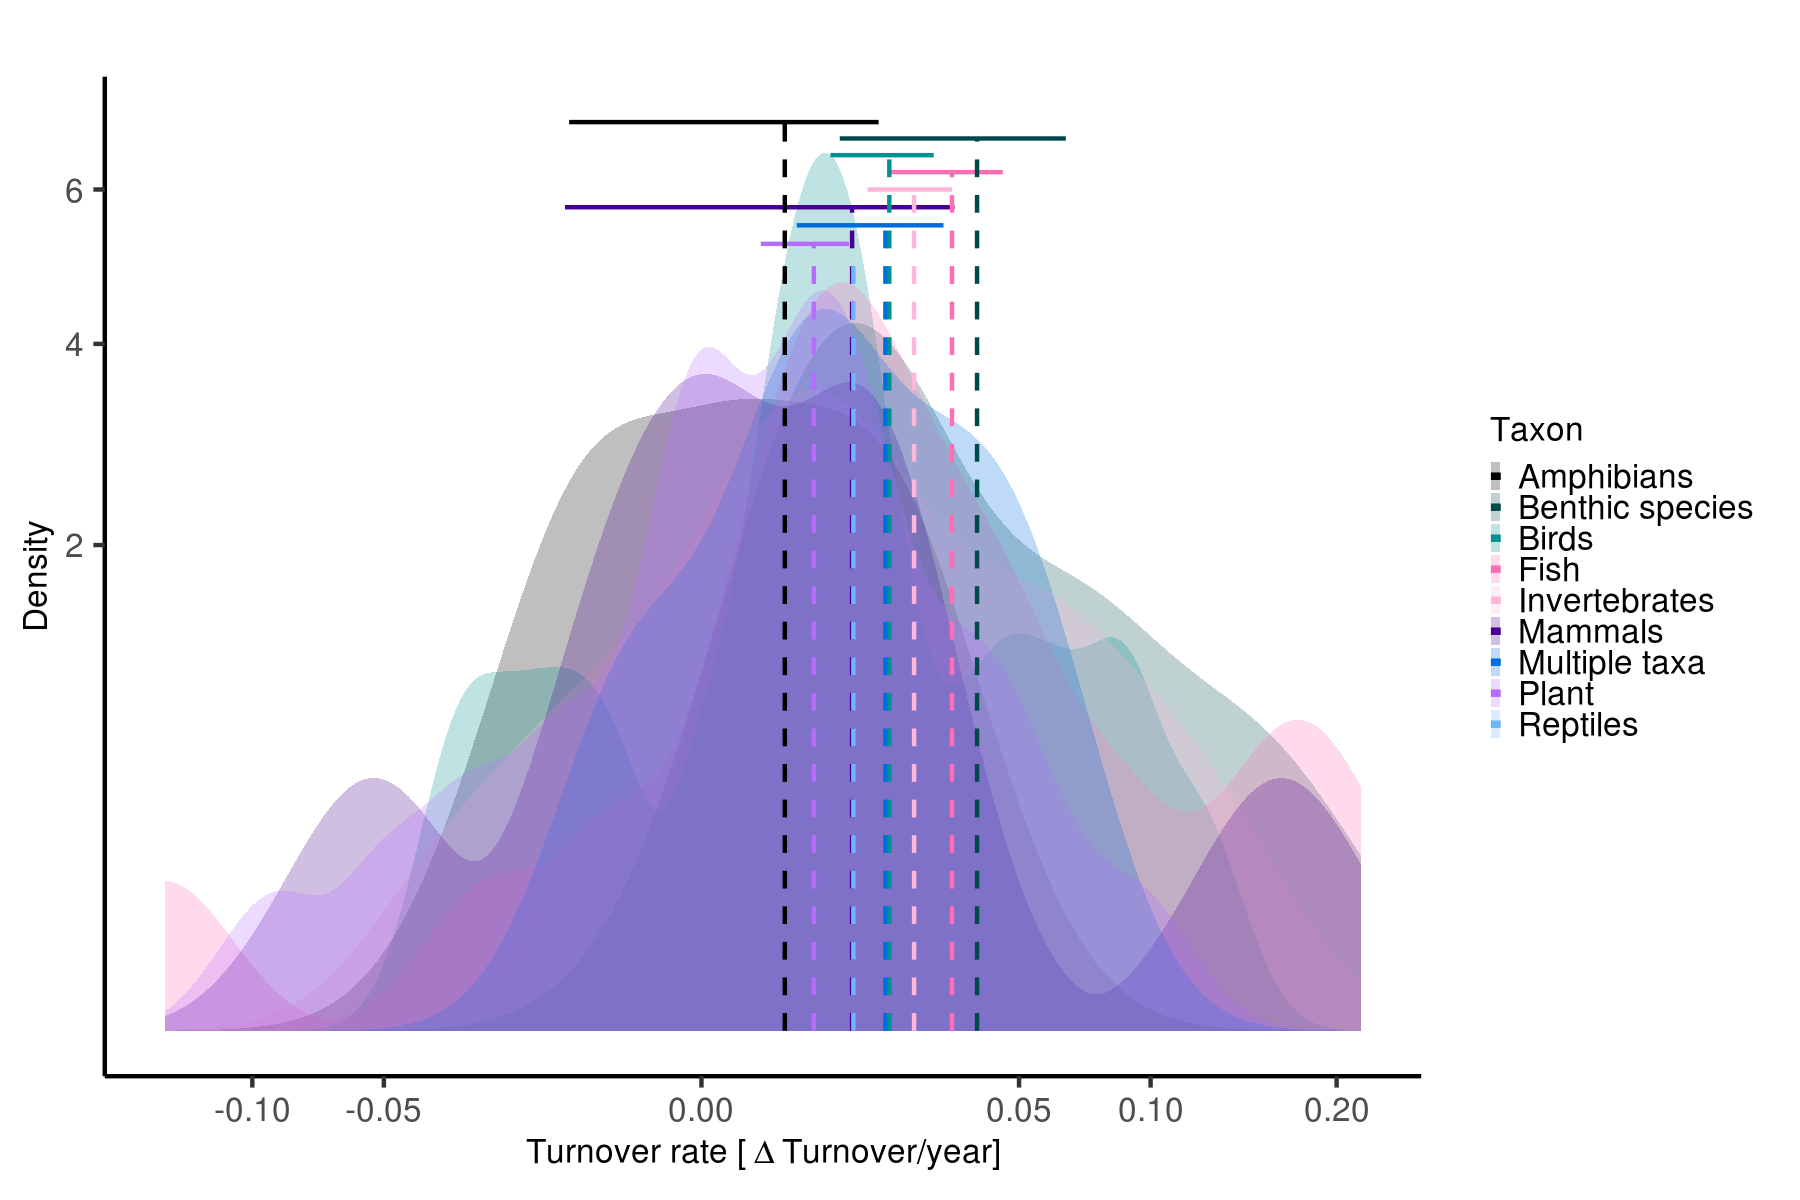 6
4
2
Density
-0.10
-0.05
0.00
0.05
0.10
0.20
Turnover rate [ Δ Turnover/year]
Taxon
Amphibians
Benthic species
Birds
Fish
Invertebrates
Mammals
Multiple taxa
Plant
Reptiles